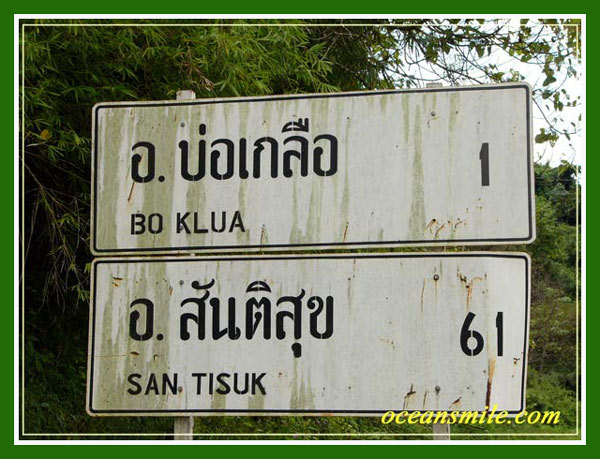 อ. บ่อเกลือ 1
BO KLUA
อ. สันติสุข 61
SAN TISUK
oceansmile.com